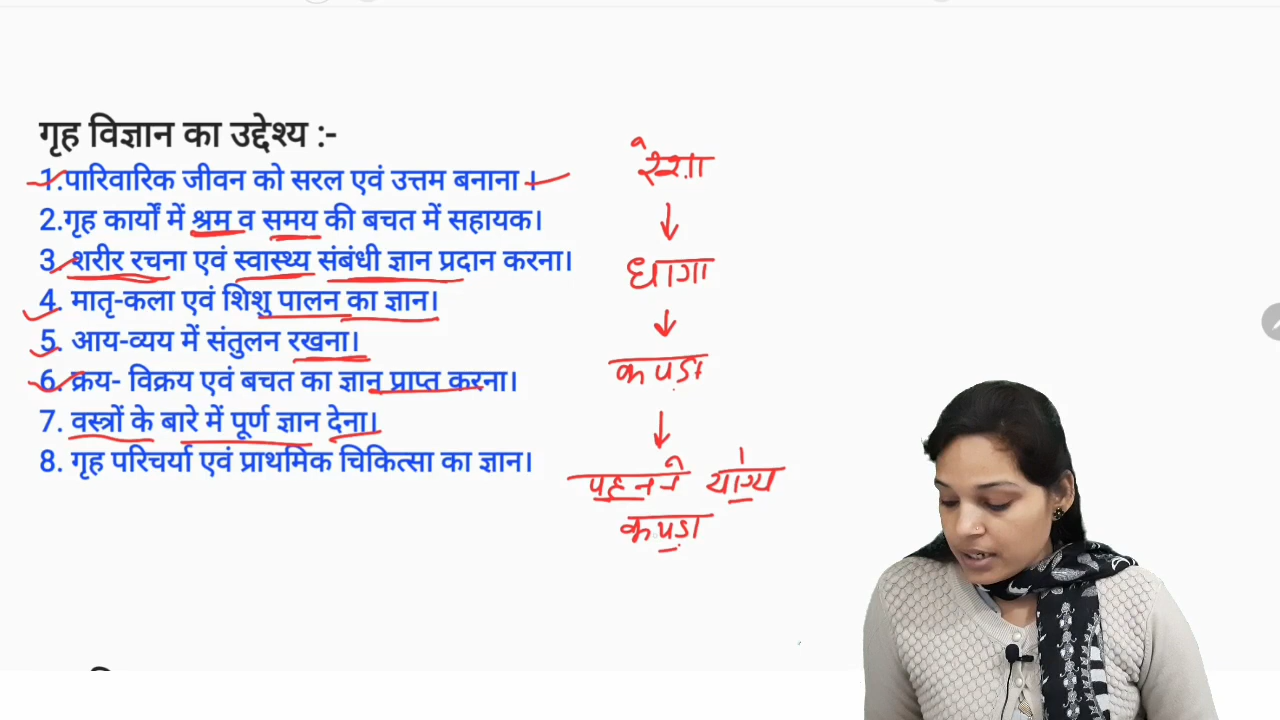 गृह विज्ञान का उद्देश्य :-
1.पारिवारिक जीवन को सरल एवं उत्तम बनाना ।
2.गृह कार्यों में श्रम व समय की बचत में सहायक।
3. शरीर रचना एवं स्वास्थ्य संबंधी ज्ञान प्रदान करना।
4. मातृ-कला एवं शिशु पालन का ज्ञान।
5. आय-व्यय में संतुलन रखना।
6. क्रय- विक्रय एवं बचत का ज्ञान प्राप्त करना।
7. वस्त्रों के बारे में पूर्ण ज्ञान देना।
8. गृह परिचर्या एवं प्राथमिक चिकित्सा का ज्ञान।
रेशा
↓
धागा
↓
कपड़ा
↓
पहनने योग्य
कपड़ा